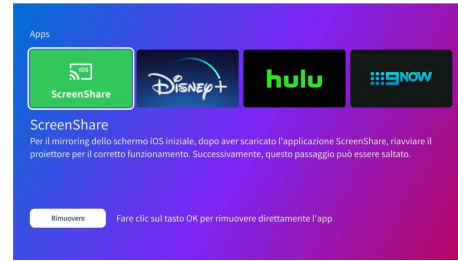 Apps
iOS
ScreenShare
Disney+
hulu
9NOW
ScreenShare
Per il mirroring dello schermo iOS iniziale, dopo aver scaricato l'applicazione ScreenShare, riavviare il
proiettore per il corretto funzionamento. Successivamente, questo passaggio può essere saltato.
Rimuovere
Fare clic sul tasto OK per rimuovere direttamente l'app